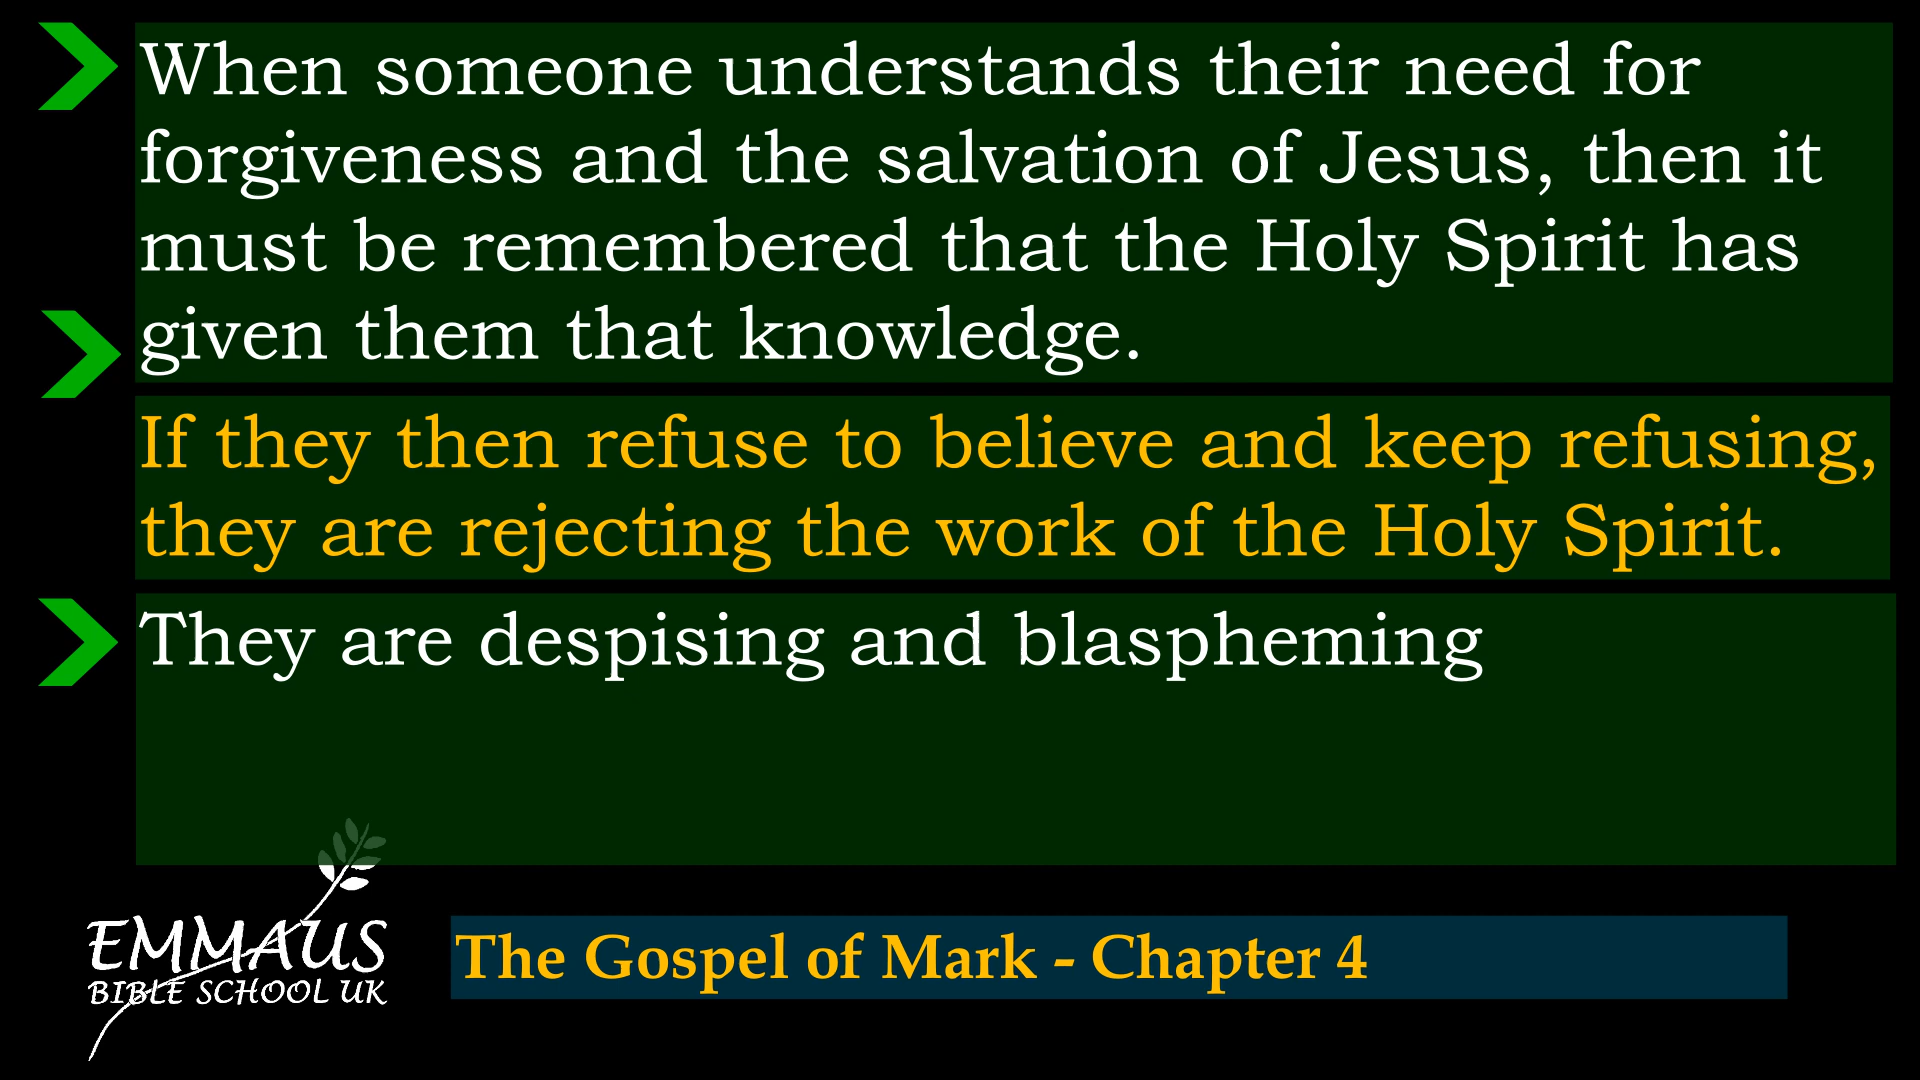 When someone understands their need for
forgiveness and the salvation of Jesus, then it
must be remembered that the Holy Spirit has
given them that knowledge.
If they then refuse to believe and keep refusing,
they are rejecting the work of the Holy Spirit.
They are despising and blaspheming
EMMAUS
BIBLE SCHOOL UK
The Gospel of Mark - Chapter 4